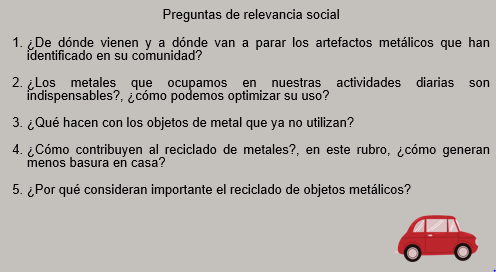 Preguntas de relevancia social
1. ¿De dónde vienen y a dónde van a parar los artefactos metálicos que han
identificado en su comunidad?
2. ¿Los metales que ocupamos en nuestras actividades diarias son
indispensables?, ¿cómo podemos optimizar su uso?
3. ¿Qué hacen con los objetos de metal que ya no utilizan?
4. ¿Cómo contribuyen al reciclado de metales?, en este rubro, ¿cómo generan
menos basura en casa?
5. ¿Por qué consideran importante el reciclado de objetos metálicos?